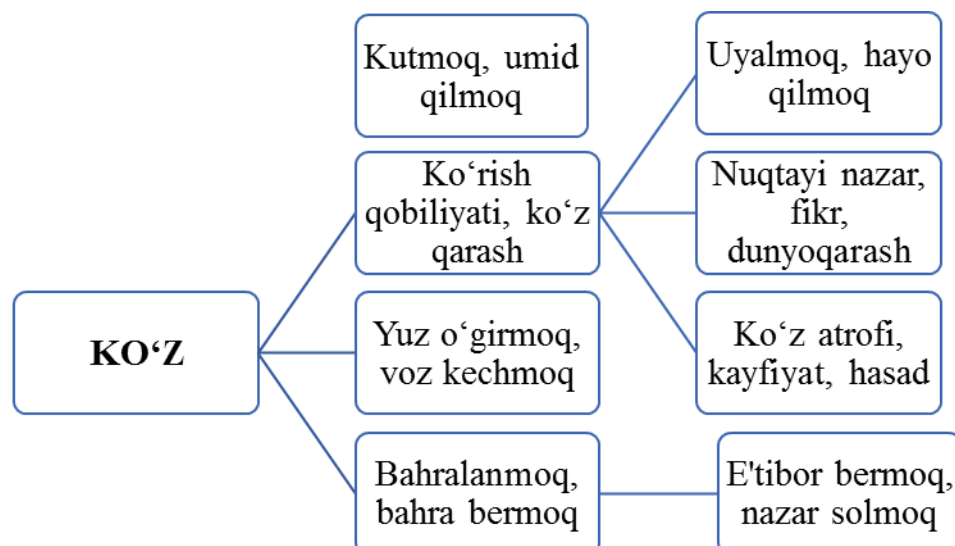 KO‘Z
Kutmoq, umid
qilmoq
Ko‘rish
qobiliyati, ko‘z
qarash
Yuz o‘girmoq,
voz kechmoq
Bahralanmoq,
bahra bermoq
Uyalmoq, hayo
qilmoq
Nuqtayi nazar,
fikr,
dunyoqarash
Ko‘z atrofi,
kayfiyat, hasad
E'tibor bermoq,
nazar solmoq